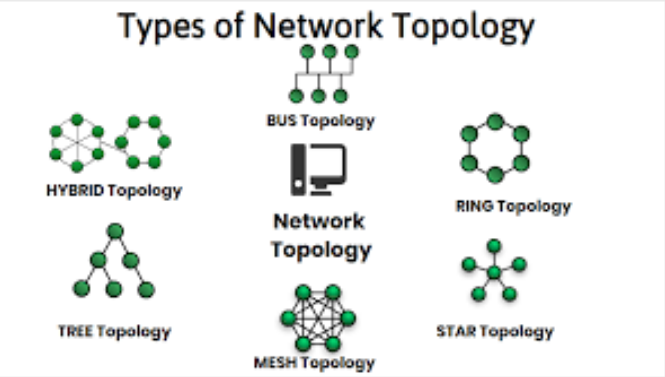 Types of Network Topology
BUS Topology
HYBRID Topology
RING Topology
Network
Topology
TREE Topology
STAR Topology
MESH Topology